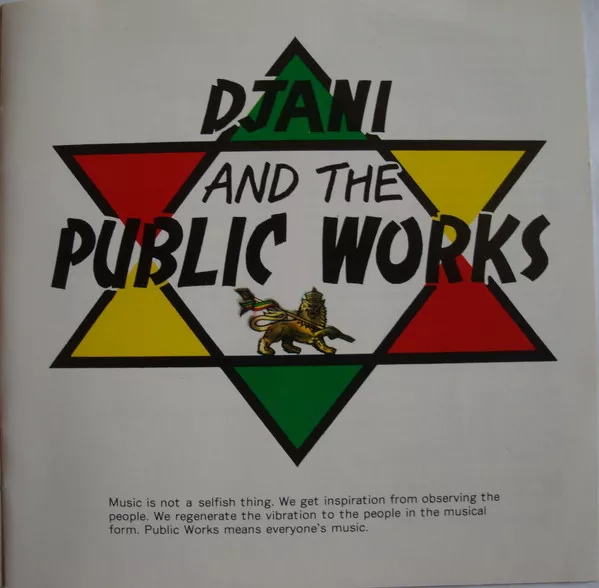 DJANI
AND THE
PUBLIC WORKS
Music is not a selfish thing. We get inspiration from observing the
people. We regenerate the vibration to the people in the musical
form. Public Works means everyone's music.